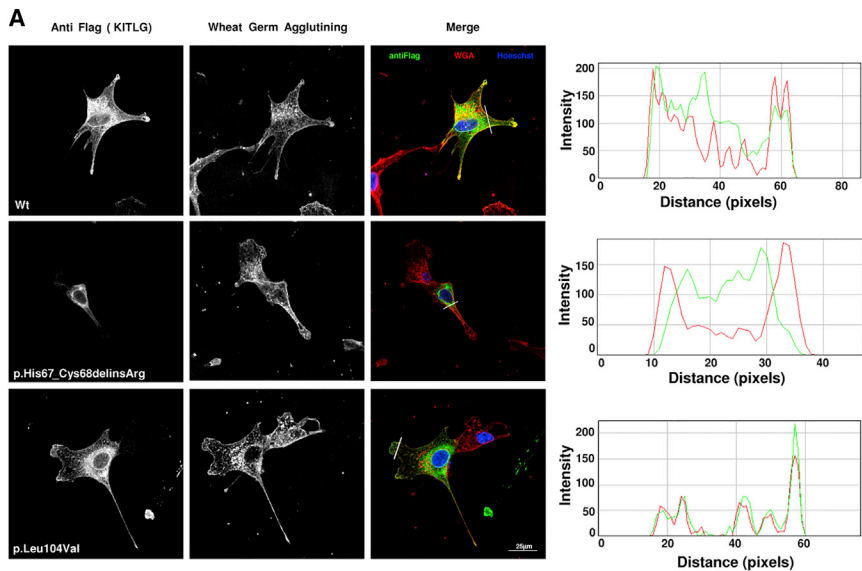 A
Anti Flag ( KITLG)
Wheat Germ Agglutining
Merge
antiFlag
WGA
Hoeschst
Wt
Intensity
200
150
100
50
0
0
20
40
60
80
Distance (pixels)
p.His67_Cys68delinsArg
Intensity
150
100
50
0
0
10
20
30
40
Distance (pixels)
p.Leu104Val
25µm
Intensity
200
150
100
50
0
0
20
40
60
Distance (pixels)